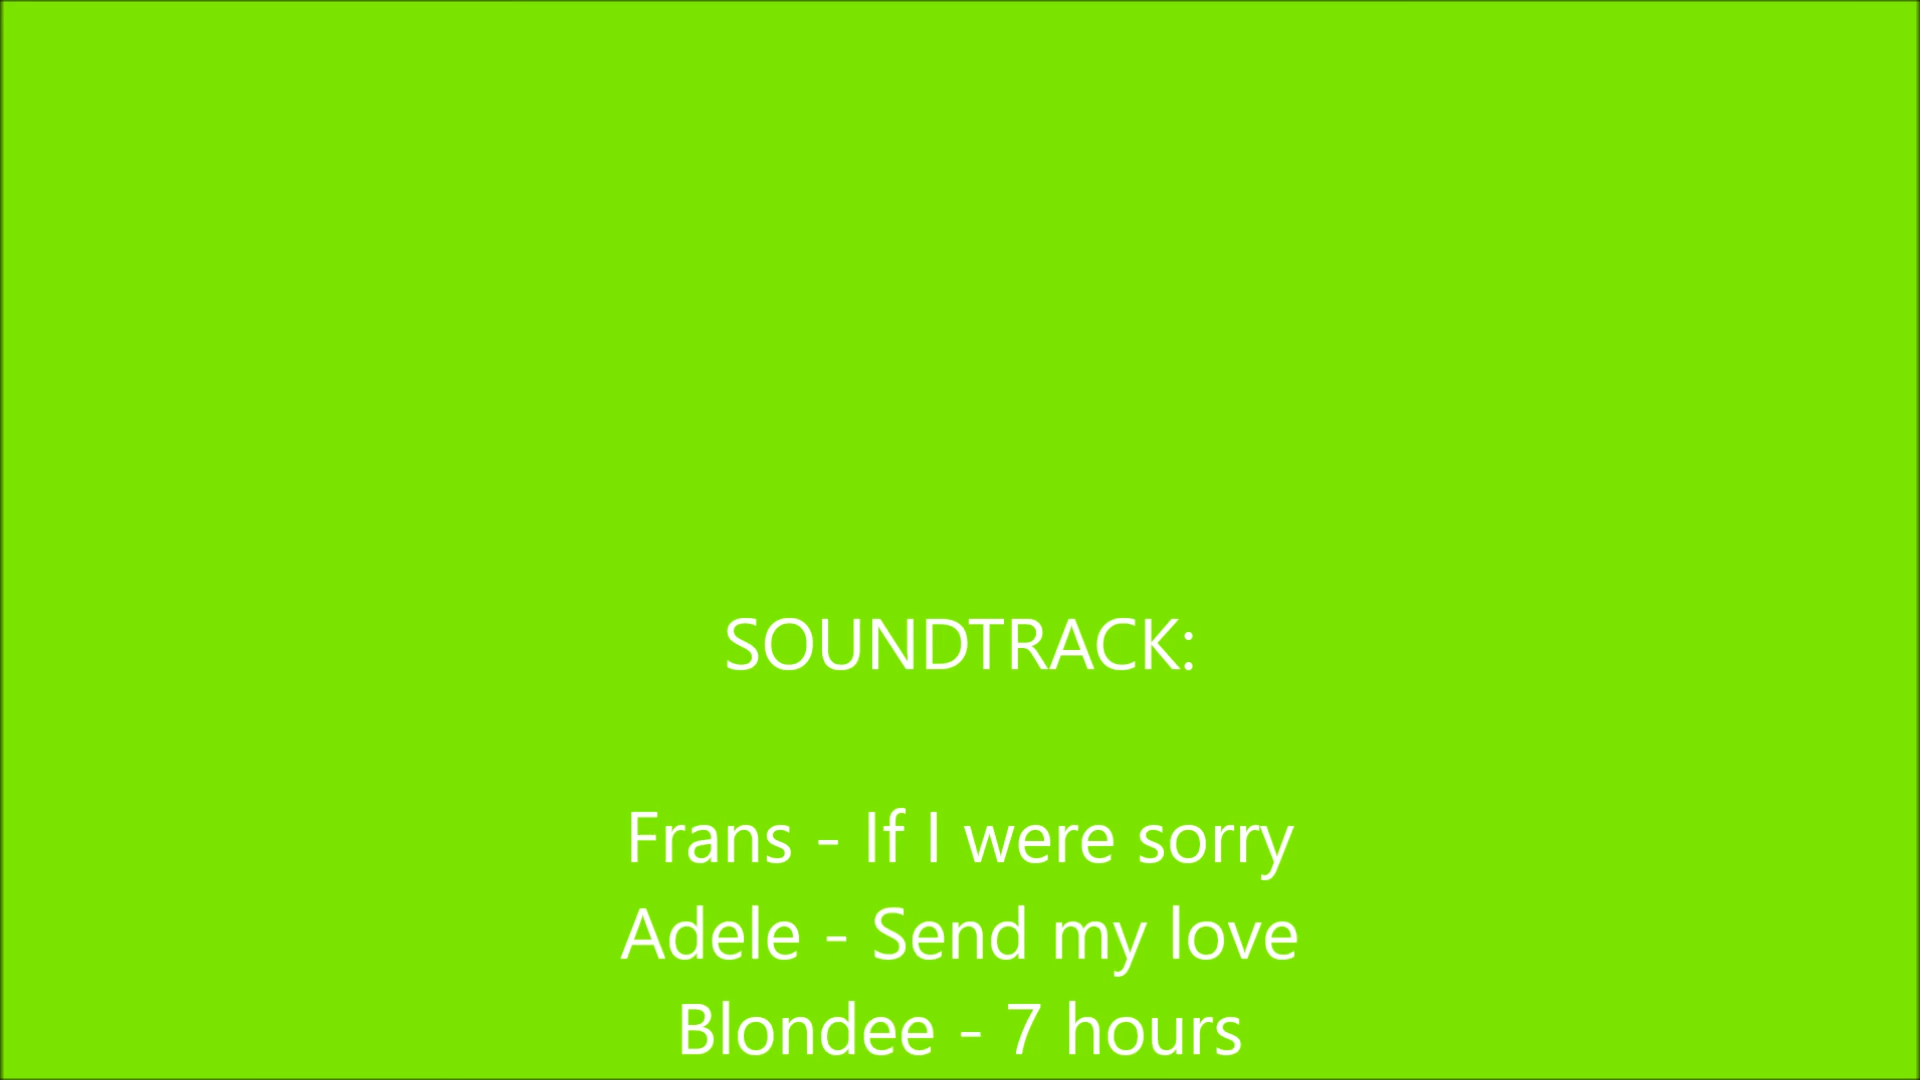 SOUNDTRACK:
Frans - If I were sorry
Adele - Send my love
Blondee - 7 hours